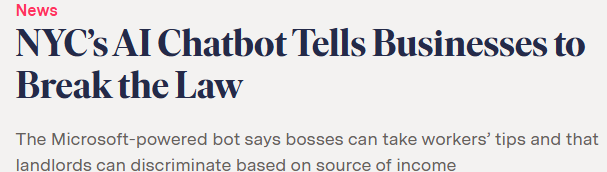 News
NYC’s AI Chatbot Tells Businesses to
Break the Law
The Microsoft-powered bot says bosses can take workers’ tips and that
landlords can discriminate based on source of income